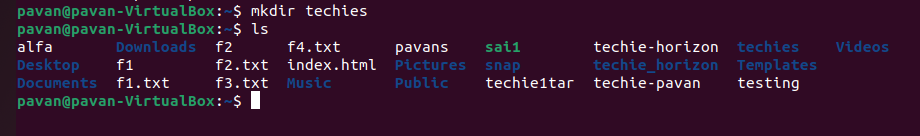 pavan@pavan-VirtualBox:~$ mkdir techies
pavan@pavan-VirtualBox:~$ ls
alfa Downloads f2 f4.txt pavans sai1 techie-horizon techies Videos
Desktop f1 f2.txt index.html Pictures snap techie_horizon Templates
Documents f1.txt f3.txt Music Public techie1tar techie-pavan testing
pavan@pavan-VirtualBox:~$